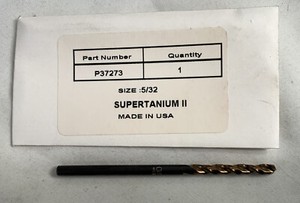 Part Number Quantity
P37273 1
SIZE :5/32
SUPERTANIUM II
MADE IN USA